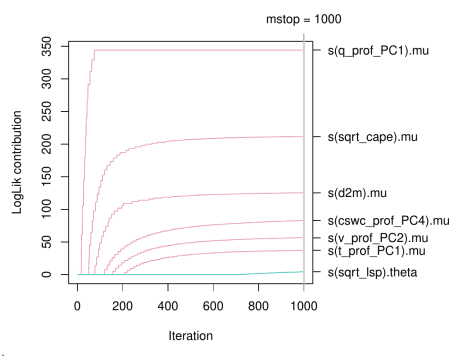 mstop = 1000
350
300
250
200
150
100
50
0
LogLik contribution
s(q_prof_PC1).mu
s(sqrt_cape).mu
s(d2m).mu
s(cswc_prof_PC4).mu
s(v_prof_PC2).mu
s(t_prof_PC1).mu
s(sqrt_lsp).theta
0 200 400 600 800 1000
Iteration
.